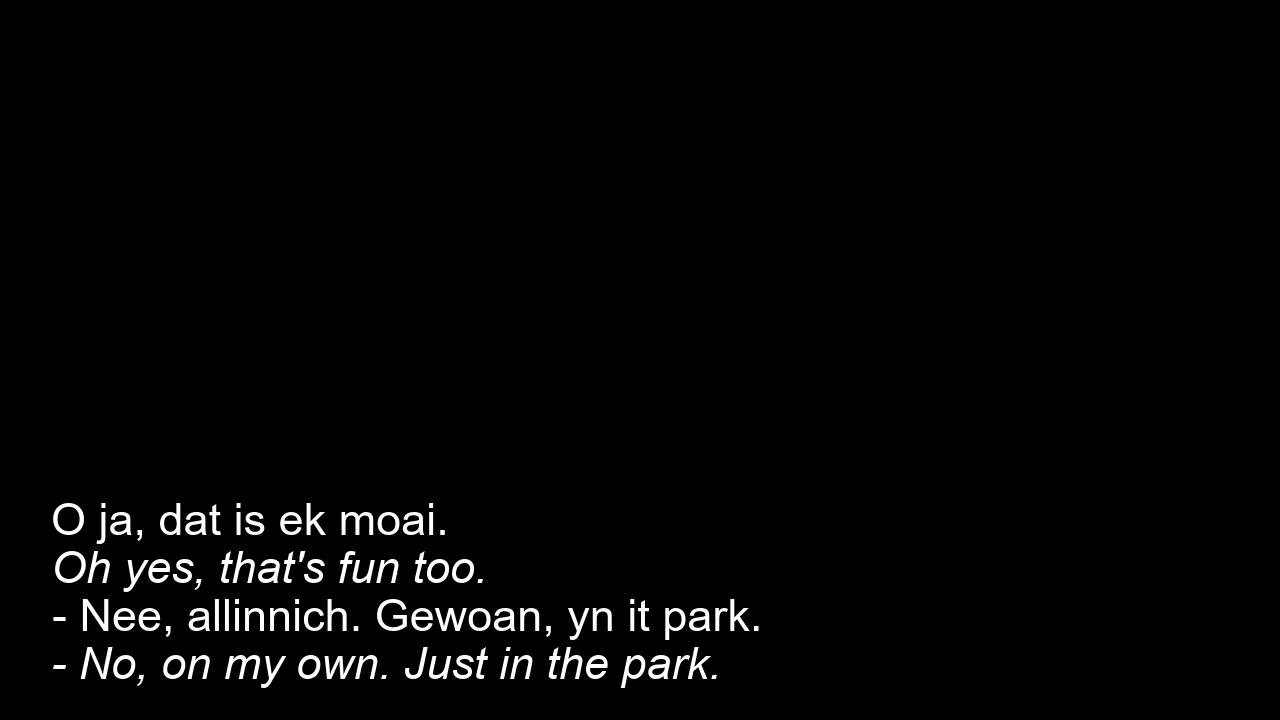 O ja, dat is ek moai.
Oh yes, that's fun too.
- Nee, allinnich. Gewoan, yn it park.
- No, on my own. Just in the park.